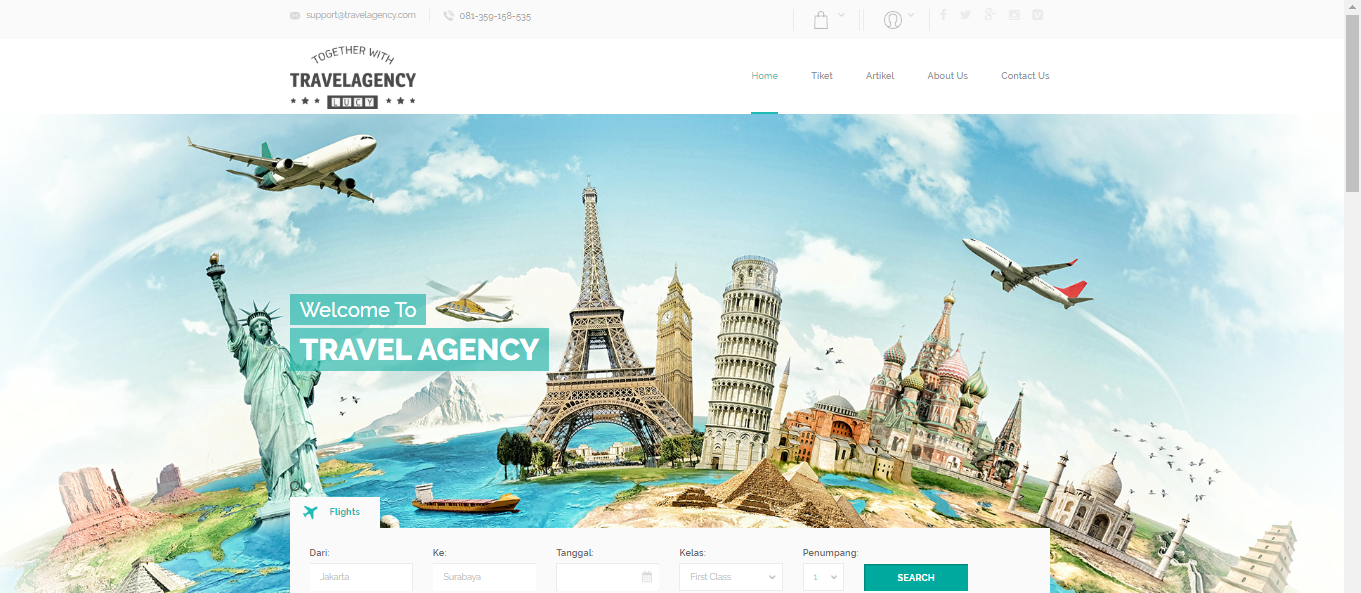 support@travelagency.com
081-359-158-535
TOGETHER WITH
TRAVELAGENCY
LUCY
Home
Tiket
Artikel
About Us
Contact Us
Welcome To
TRAVEL AGENCY
Flights
Dari:
Ke:
Tanggal:
Kelas:
Penumpang:
Jakarta
Surabaya
First Class
1
SEARCH